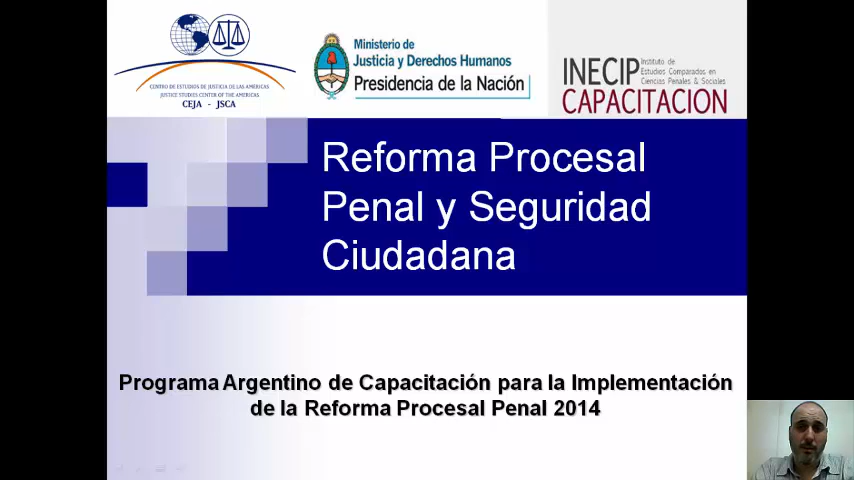 CENTRO DE ESTUDIOS DE JUSTICIA DE LAS AMÉRICAS
JUSTICE STUDIES CENTER OF THE AMERICAS
CEJA - JSCA
Ministerio de
Justicia y Derechos Humanos
Presidencia de la Nación
INECIP
Instituto de
Estudios Comparados en
Ciencias Penales & Sociales
CAPACITACION
Reforma Procesal
Penal y Seguridad
Ciudadana
Programa Argentino de Capacitación para la Implementación
de la Reforma Procesal Penal 2014